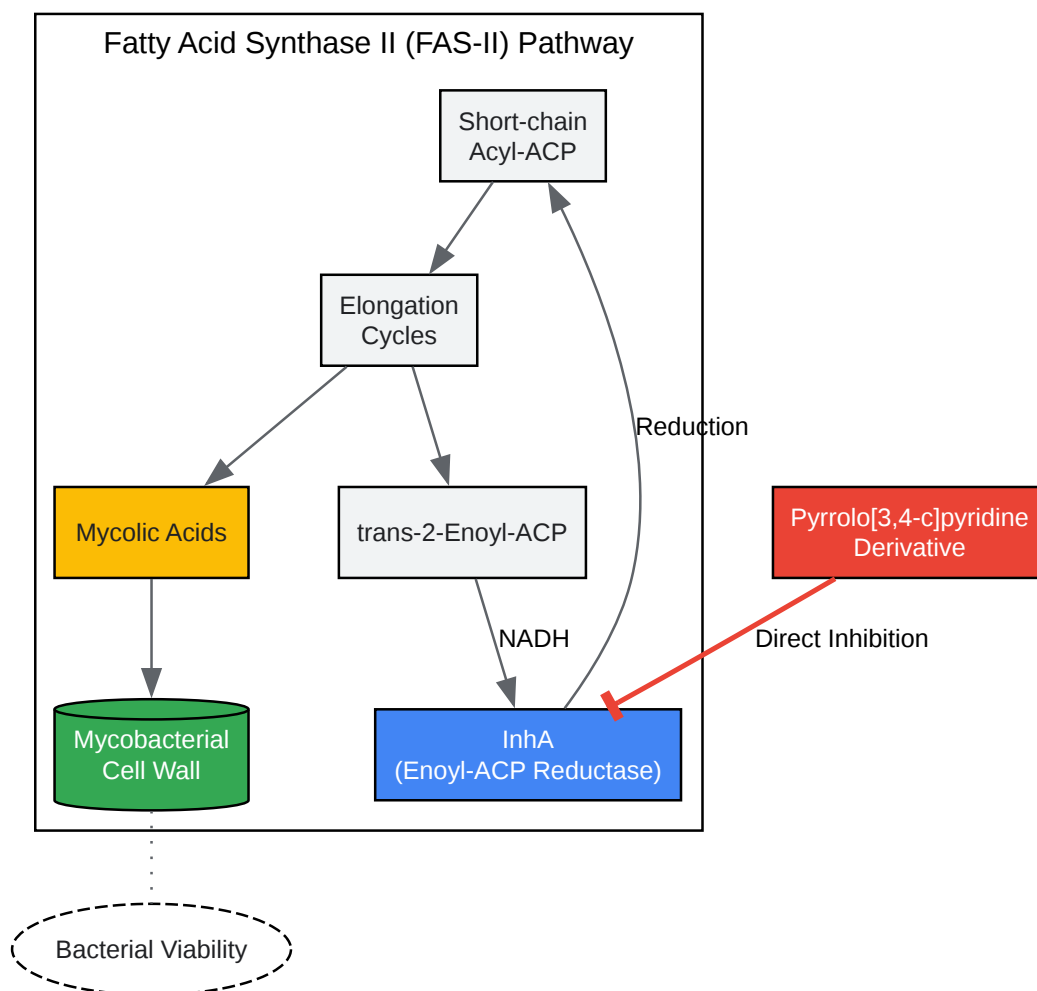 Fatty Acid Synthase II (FAS-II) Pathway
Short-chain
Acyl-ACP
Elongation
Cycles
Reduction
Mycolic Acids
trans-2-Enoyl-ACP
Pyrrolo[3,4-c]pyridine
Derivative
NADH
Direct Inhibition
Mycobacterial
Cell Wall
InhA
(Enoyl-ACP Reductase)
Bacterial Viability